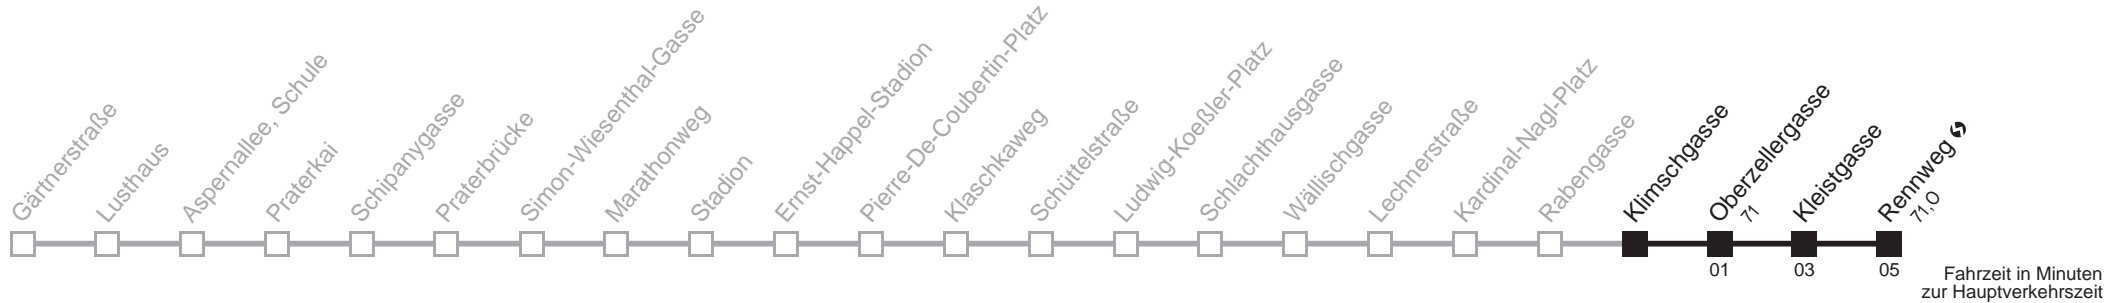 Gärtnerstraße
Lusthaus
Aspernallee, Schule
Praterkai
Schipanygasse
Praterbrücke
Simon-Wiesenthal-Gasse
Marathonweg
Stadion
Ernst-Happel-Stadion
Pierre-De-Coubertin-Platz
Klaschkaweg
Schüttelstraße
Ludwig-Koeßler-Platz
Schlachthausgasse
Wällischgasse
Lechnerstraße
Kardinal-Nagl-Platz
Rabengasse
Klimschgasse
Oberzellergasse
71
Kleistgasse
Rennweg
71,O
01
03
05
Fahrzeit in Minuten
zur Hauptverkehrszeit